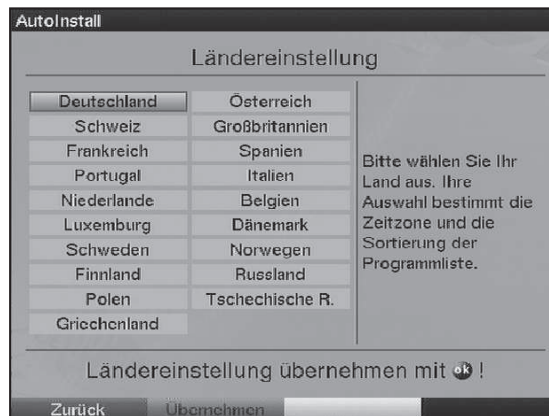 AutoInstall
Ländereinstellung
Deutschland Österreich
Schweiz Großbritannien
Frankreich Spanien
Portugal Italien
Niederlande Belgien
Luxemburg Dänemark
Schweden Norwegen
Finnland Russland
Polen Tschechische R.
Griechenland
Bitte wählen Sie Ihr
Land aus. Ihre
Auswahl bestimmt die
Zeitzone und die
Sortierung der
Programmliste.
Ländereinstellung übernehmen mit ok !
Zurück Übernehmen